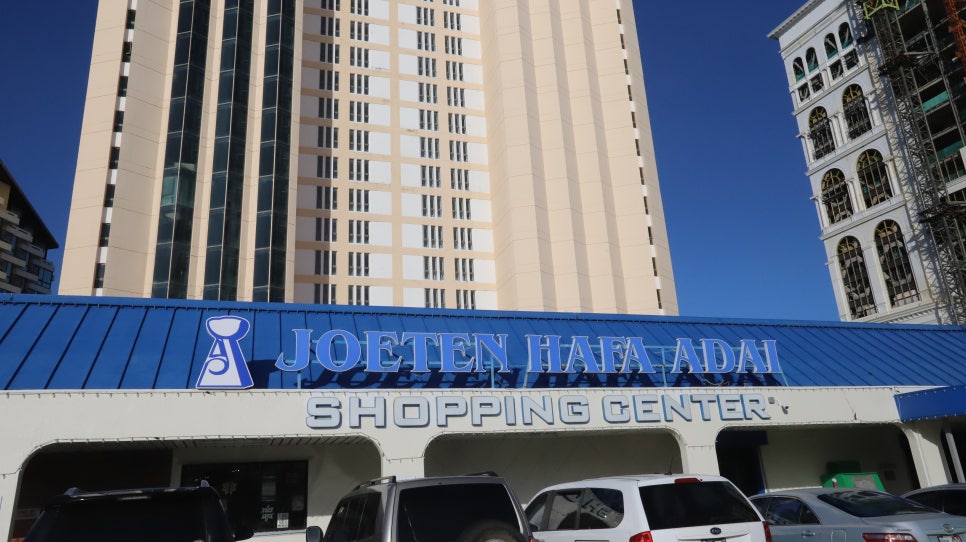 JOETEN HAFA ADAI
SHOPPING CENTER